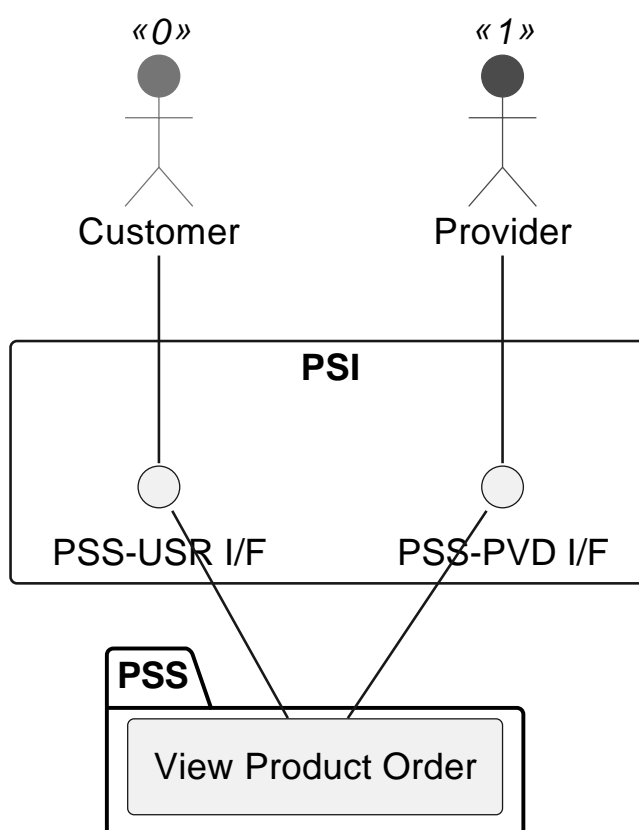 «0»
«1»
Customer
Provider
PSI
PSS-USR I/F
PSS-PVD I/F
PSS
View Product Order